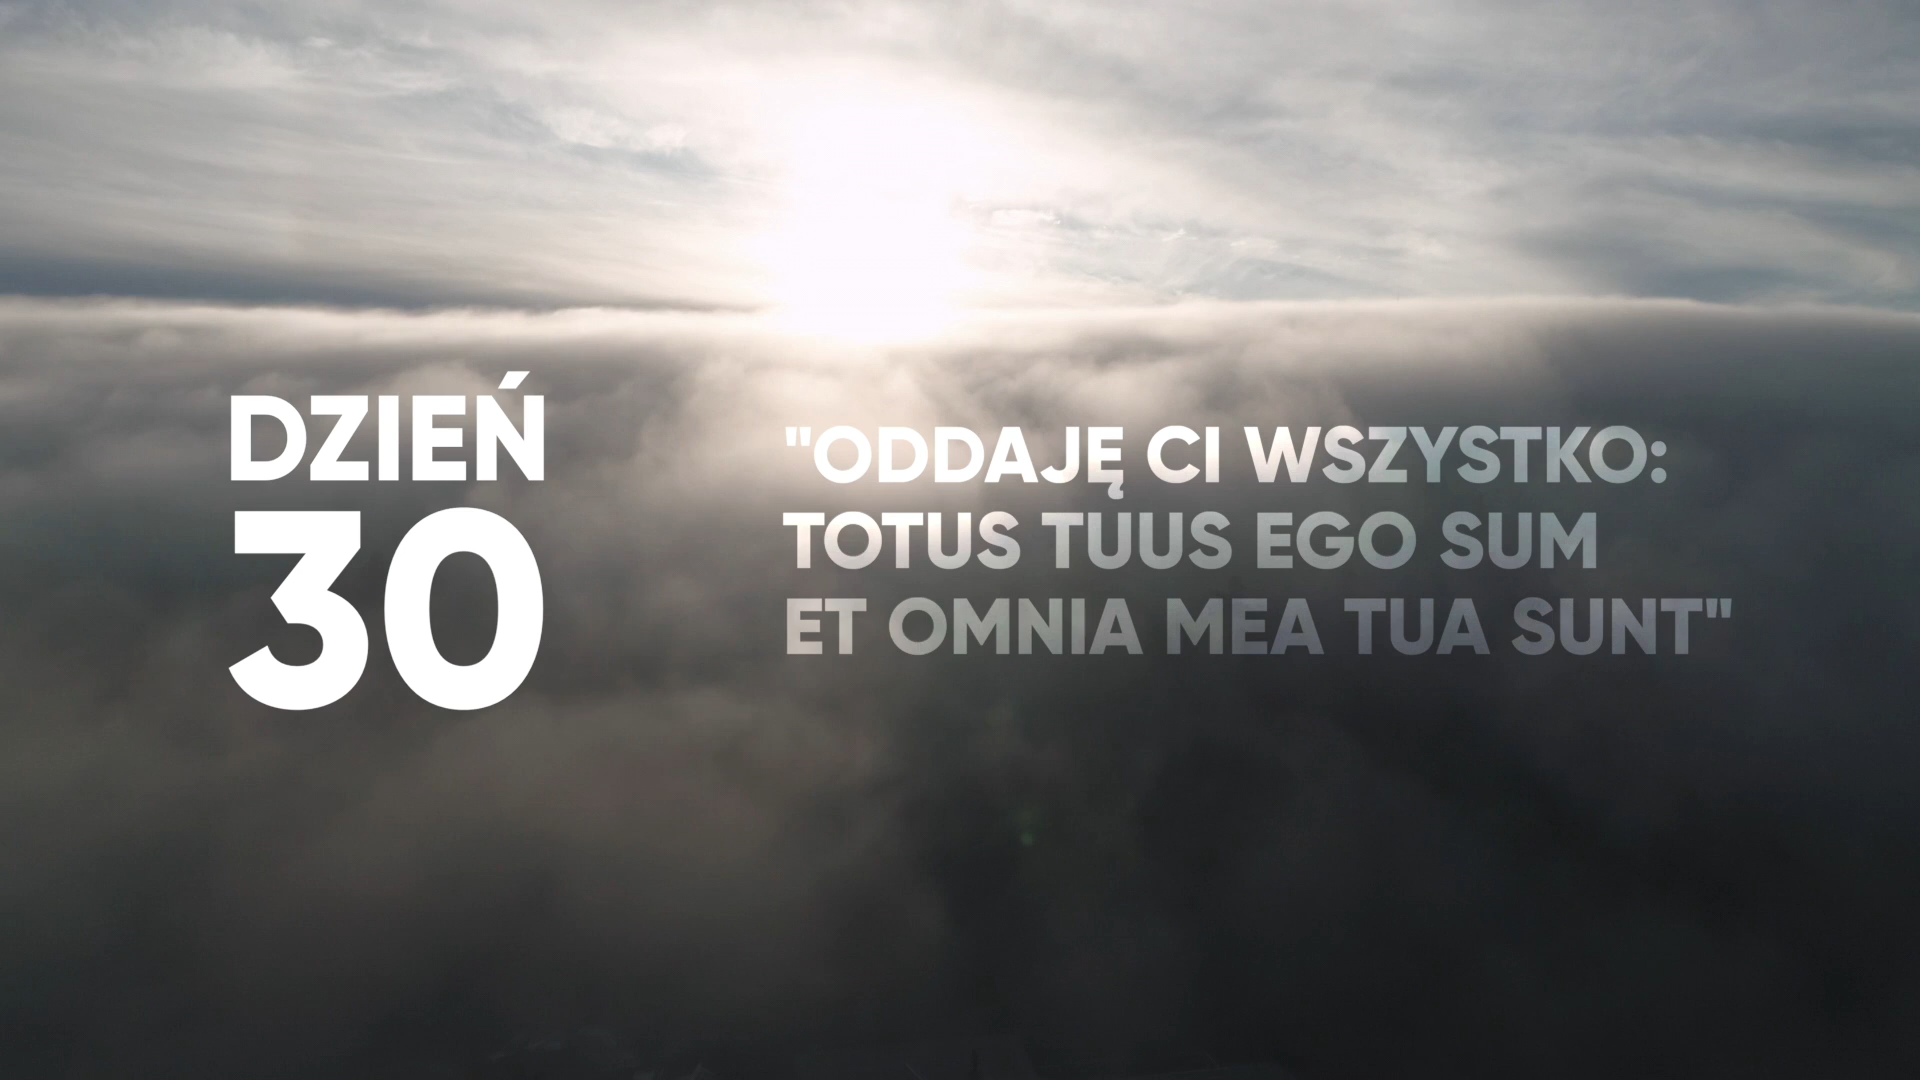 DZIEŃ
30
"ODDAJĘ CI WSZYSTKO:
TOTUS TUUS EGO SUM
ET OMNIA MEA TUA SUNT"